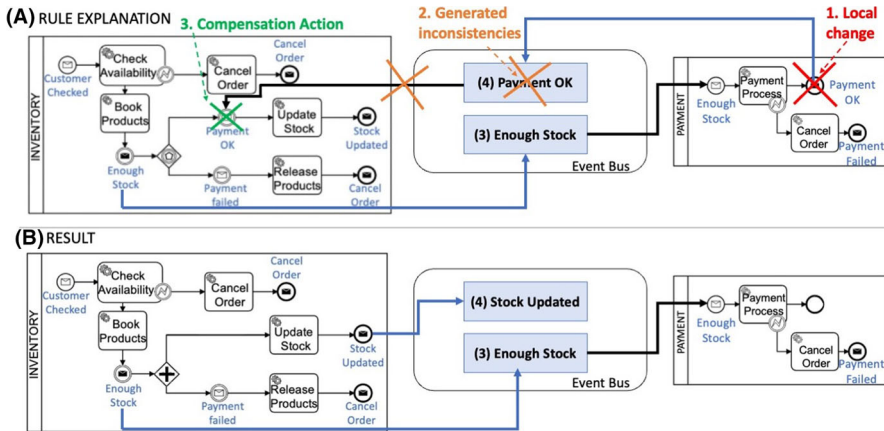 (A) RULE EXPLANATION
3. Compensation Action
2. Generated
inconsistencies
1. Local
change
INVENTORY
Customer
Checked
Check
Availability
Cancel
Order
Cancel
Order
Book
Products
Payment
OK
Update
Stock
Stock
Updated
Enough
Stock
Payment
failed
Release
Products
Cancel
Order
(4) Payment OK
(3) Enough Stock
Event Bus
PAYMENT
Enough
Stock
Payment
Process
Payment
OK
Cancel
Order
Payment
Failed
(B) RESULT
INVENTORY
Customer
Checked
Check
Availability
Cancel
Order
Cancel
Order
Book
Products
Update
Stock
Stock
Updated
Enough
Stock
Payment
failed
Release
Products
Cancel
Order
(4) Stock Updated
(3) Enough Stock
Event Bus
PAYMENT
Enough
Stock
Payment
Process
Cancel
Order
Payment
Failed